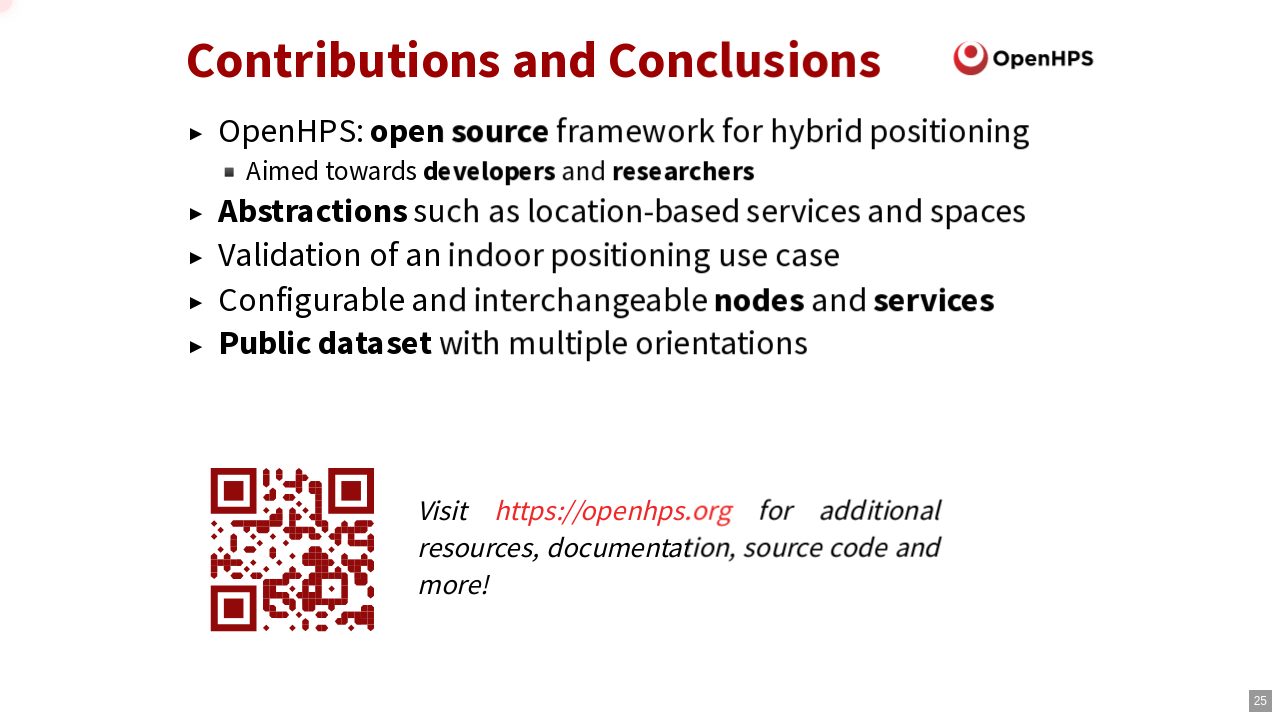 Contributions and Conclusions
OpenHPS
► OpenHPS: open source framework for hybrid positioning
▪ Aimed towards developers and researchers
► Abstractions such as location-based services and spaces
► Validation of an indoor positioning use case
► Configurable and interchangeable nodes and services
► Public dataset with multiple orientations
Visit https://openhps.org for additional
resources, documentation, source code and
more!
25